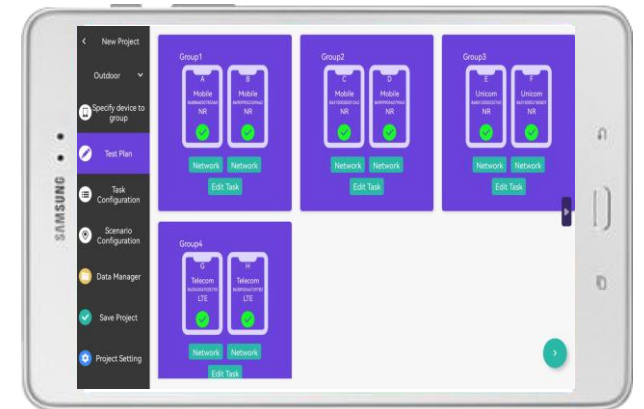 SAMSUNG
New Project
Outdoor
Specify device to
group
Test Plan
Task
Configuration
Scenario
Configuration
Data Manager
Save Project
Project Setting
Group1
A
Mobile
NR
B
Mobile
NR
Network
Network
Edit Task
Group2
C
Mobile
NR
D
Mobile
NR
Network
Network
Edit Task
Group3
E
Unicom
NR
F
Unicom
NR
Network
Network
Edit Task
Group4
G
Telecom
LTE
H
Telecom
LTE
Network
Network
Edit Task